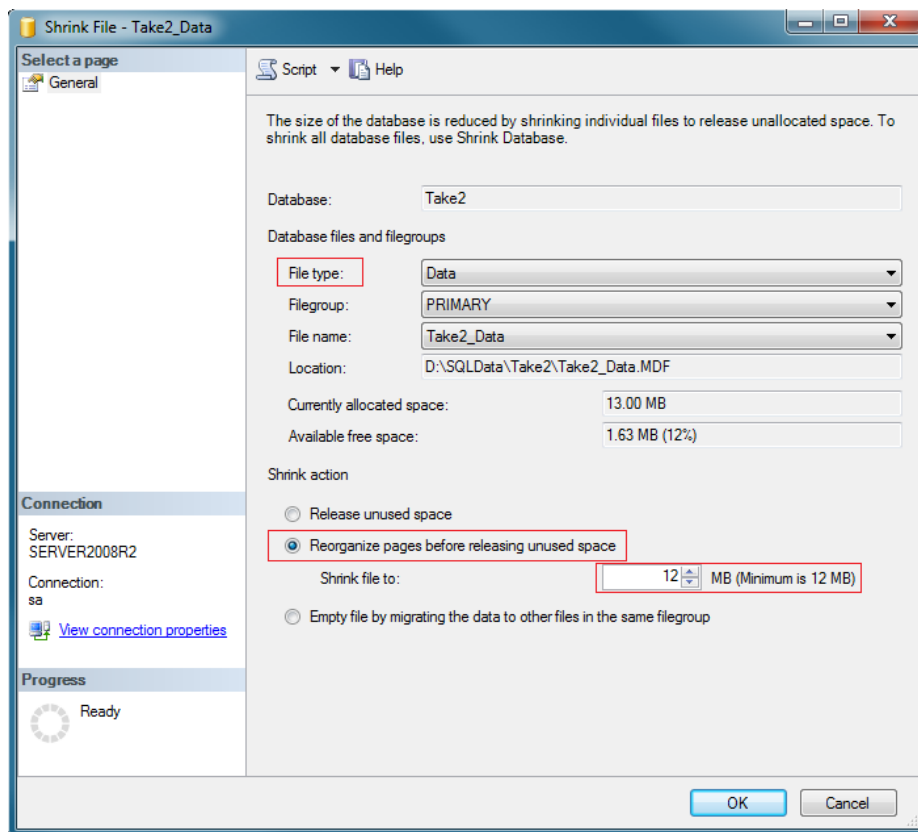 Shrink File - Take2_Data
Select a page
General
Script
Help
The size of the database is reduced by shrinking individual files to release unallocated space. To
shrink all database files, use Shrink Database.
Database:
Take2
Database files and filegroups
File type:
Data
Filegroup:
PRIMARY
File name:
Take2_Data
Location:
D:\SQLData\Take2\Take2_Data.MDF
Currently allocated space:
13.00 MB
Available free space:
1.63 MB (12%)
Shrink action
Release unused space
Reorganize pages before releasing unused space
Shrink file to:
12
MB (Minimum is 12 MB)
Empty file by migrating the data to other files in the same filegroup
Connection
Server:
SERVER2008R2
Connection:
sa
View connection properties
Progress
Ready
OK
Cancel